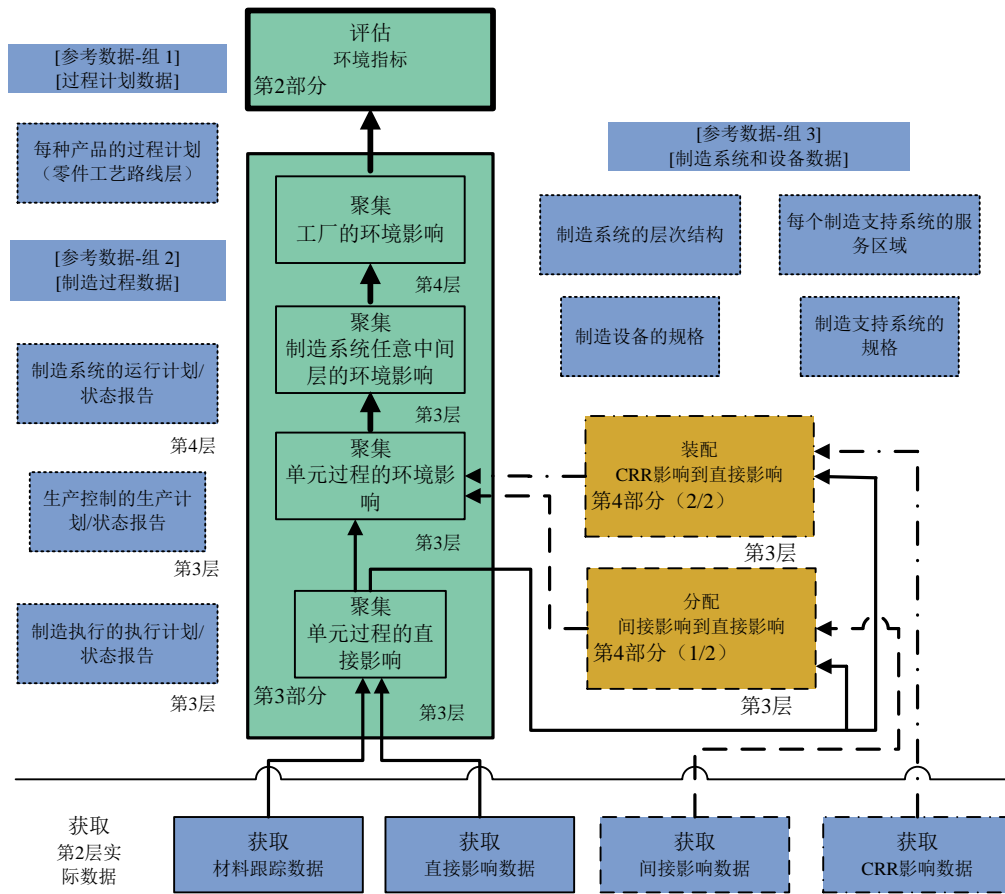 评估
环境指标
第2部分
[参考数据-组 1]
[过程计划数据]
每种产品的过程计划
（零件工艺路线层）
[参考数据-组 2]
[制造过程数据]
制造系统的运行计划/
状态报告
第4层
生产控制的生产计
划/状态报告
第3层
制造执行的执行计划/
状态报告
第3层
聚集
工厂的环境影响
第4层
聚集
制造系统任意中间
层的环境影响
第3层
聚集
单元过程的环境影
响
第3层
聚集
单元过程的直
接影响
第3部分
第3层
[参考数据-组 3]
[制造系统和设备数据]
制造系统的层次结构
每个制造支持系统的服
务区域
制造设备的规格
制造支持系统的
规格
装配
CRR影响到直接影响
第4部分（2/2）
第3层
分配
间接影响到直接影响
第4部分（1/2）
第3层
获取
第2层实
际数据
获取
材料跟踪数据
获取
直接影响数据
获取
间接影响数据
获取
CRR影响数据